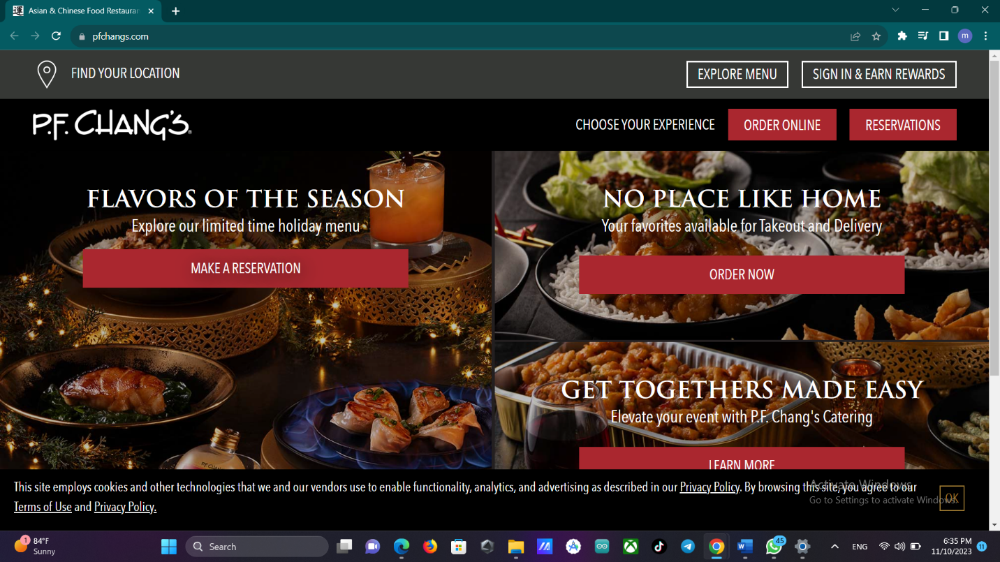 Asian & Chinese Food Restauran
pfchangs.com
m
FIND YOUR LOCATION
EXPLORE MENU
SIGN IN & EARN REWARDS
P.F. CHANG'S
CHOOSE YOUR EXPERIENCE
ORDER ONLINE
RESERVATIONS
FLAVORS OF THE SEASON
Explore our limited time holiday menu
MAKE A RESERVATION
NO PLACE LIKE HOME
Your favorites available for Takeout and Delivery
ORDER NOW
GET TOGETHERS MADE EASY
Elevate your event with P.F. Chang's Catering
LEARN MORE
This site employs cookies and other technologies that we and our vendors use to enable functionality, analytics, and advertising as described in our Privacy Policy. By browsing this site, you agree to our
Terms of Use and Privacy Policy.
OK
Activate Windows
Go to Settings to activate Windows.
1
84°F
Sunny
Search
45
ENG
6:35 PM
11/10/2023
11